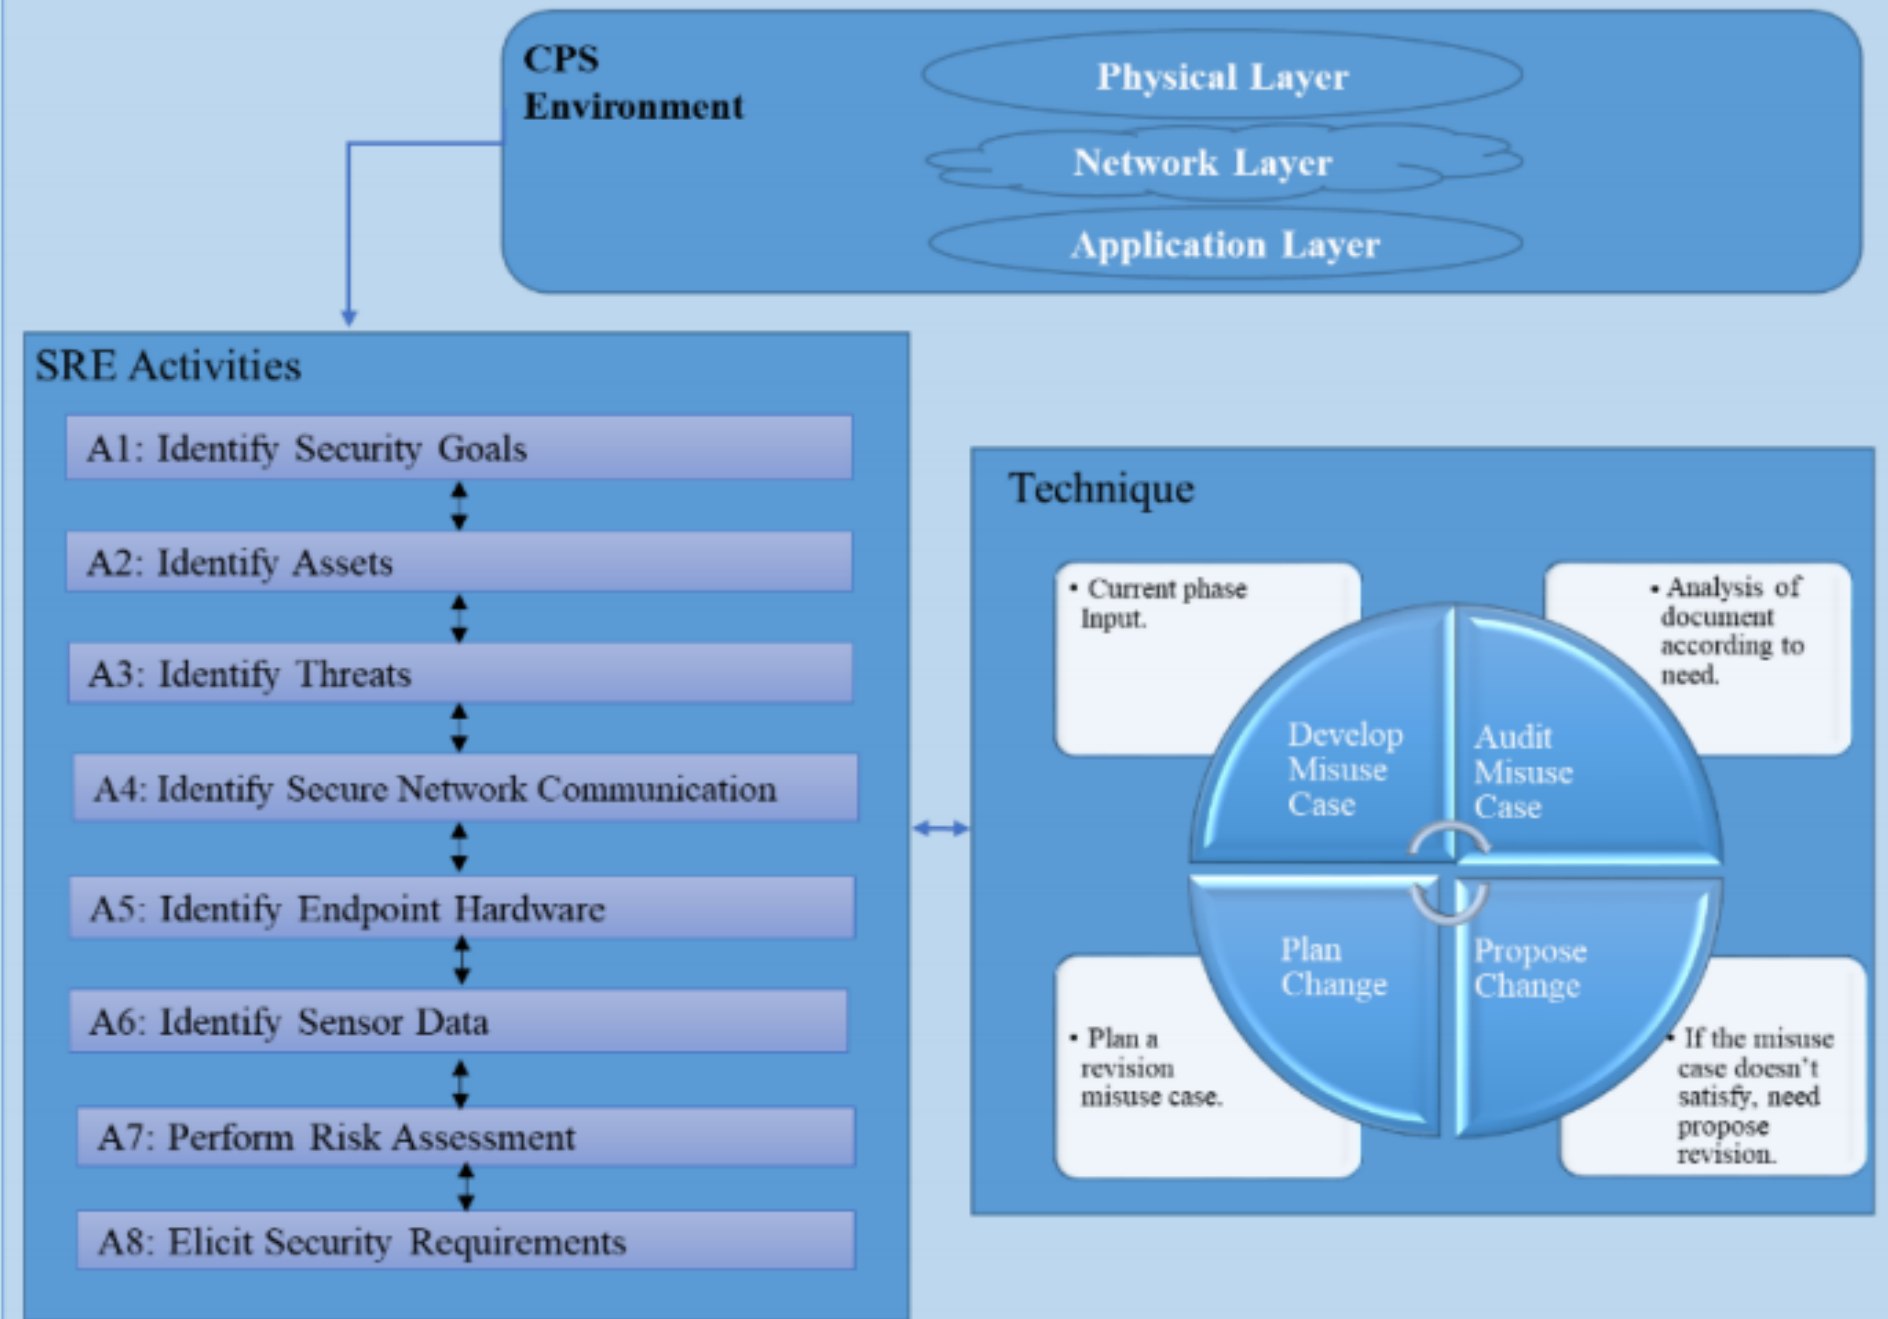 CPS
Environment
Physical Layer
Network Layer
Application Layer
SRE Activities
A1: Identify Security Goals
A2: Identify Assets
A3: Identify Threats
A4: Identify Secure Network Communication
A5: Identify Endpoint Hardware
A6: Identify Sensor Data
A7: Perform Risk Assessment
A8: Elicit Security Requirements
Technique
• Current phase
Input.
• Analysis of
document
according to
need.
Develop
Misuse
Case
Audit
Misuse
Case
Plan
Change
Propose
Change
• Plan a
revision
misuse case.
• If the misuse
case doesn't
satisfy, need
propose
revision.